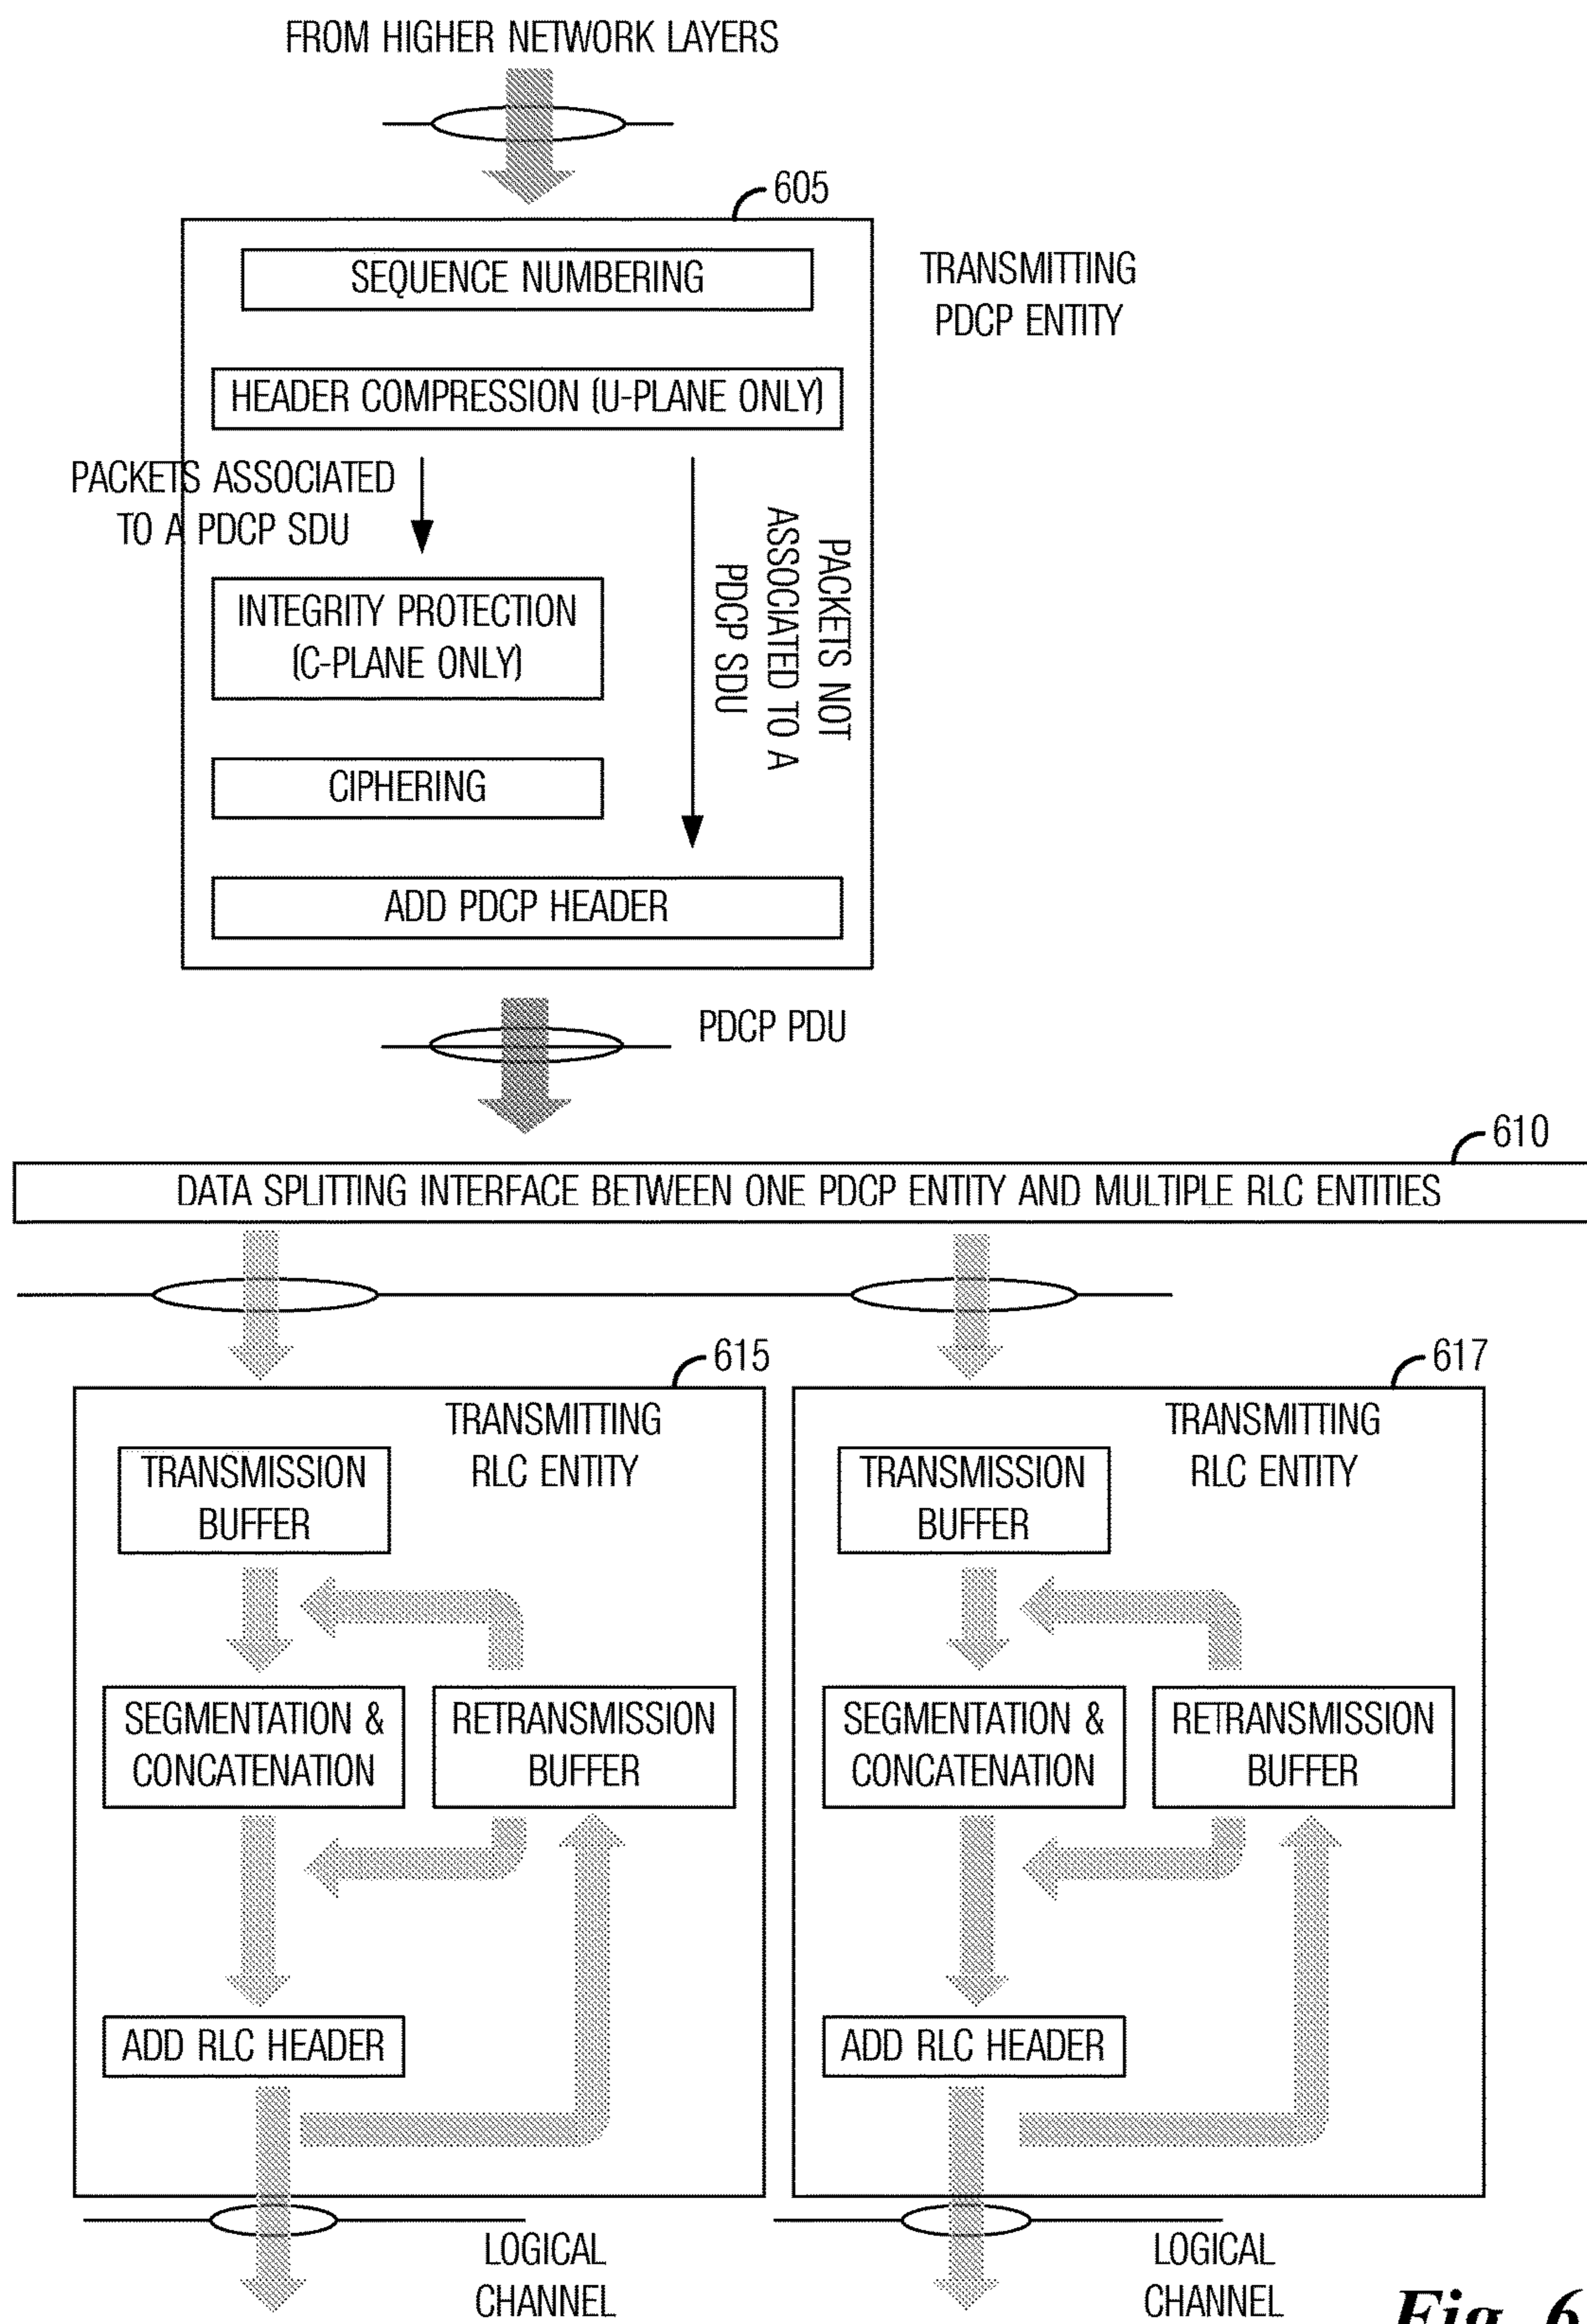 FROM HIGHER NETWORK LAYERS
605
SEQUENCE NUMBERING
TRANSMITTING
PDCP ENTITY
HEADER COMPRESSION (U-PLANE ONLY)
PACKETS ASSOCIATED
TO A PDCP SDU
PACKETS NOT
ASSOCIATED TO A
PDCP SDU
INTEGRITY PROTECTION
(C-PLANE ONLY)
CIPHERING
ADD PDCP HEADER
PDCP PDU
610
DATA SPLITTING INTERFACE BETWEEN ONE PDCP ENTITY AND MULTIPLE RLC ENTITIES
615
TRANSMITTING
RLC ENTITY
TRANSMISSION
BUFFER
SEGMENTATION &
CONCATENATION
RETRANSMISSION
BUFFER
ADD RLC HEADER
LOGICAL
CHANNEL
617
TRANSMITTING
RLC ENTITY
TRANSMISSION
BUFFER
SEGMENTATION &
CONCATENATION
RETRANSMISSION
BUFFER
ADD RLC HEADER
LOGICAL
CHANNEL
Fig. 6